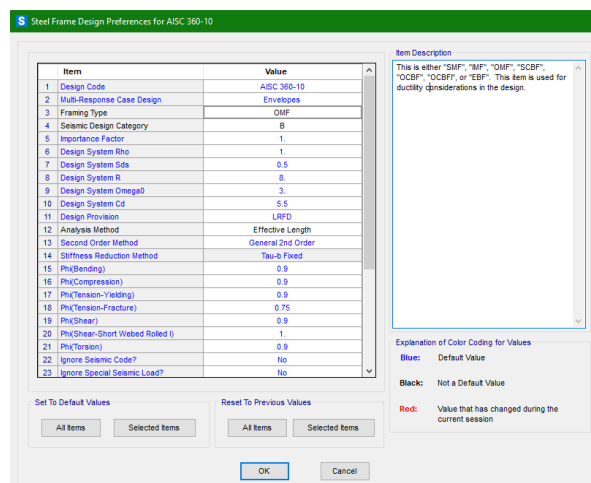 S Steel Frame Design Preferences for AISC 360-10
Item Value
1 Design Code AISC 360-10
2 Multi-Response Case Design Envelopes
3 Framing Type OMF
4 Seismic Design Category B
5 Importance Factor 1.
6 Design System Rho 1.
7 Design System Sds 0.5
8 Design System R 8.
9 Design System Omega0 3.
10 Design System Cd 5.5
11 Design Provision LRFD
12 Analysis Method Effective Length
13 Second Order Method General 2nd Order
14 Stiffness Reduction Method Tau-b Fixed
15 Phi(Bending) 0.9
16 Phi(Compression) 0.9
17 Phi(Tension-Yielding) 0.9
18 Phi(Tension-Fracture) 0.75
19 Phi(Shear) 0.9
20 Phi(Shear-Short Webed Rolled I) 1.
21 Phi(Torsion) 0.9
22 Ignore Seismic Code? No
23 Ignore Special Seismic Load? No
Set To Default Values
All Items Selected Items
Reset To Previous Values
All Items Selected Items
Item Description
This is either "SMF", "IMF", "OMF", "SCBF",
"OCBF", "OCBFI", or "EBF". This item is used for
ductility considerations in the design.
Explanation of Color Coding for Values
Blue: Default Value
Black: Not a Default Value
Red: Value that has changed during the
current session
OK Cancel